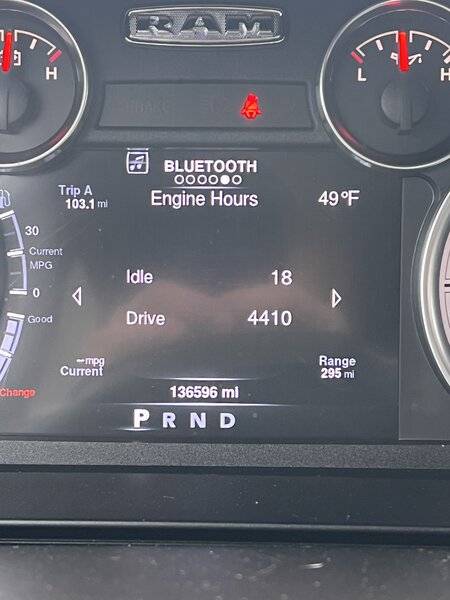 RAM
H
L
H
BLUETOOTH
Trip A
103.1 mi
Engine Hours
49°F
30
Current
MPG
0
Good
Idle 18
Drive 4410
--mpg
Current
Range
295 mi
Change
136596 mi
P R N D